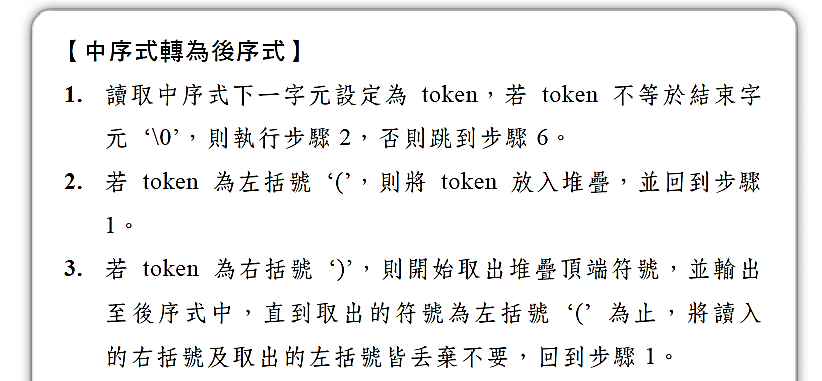 【中序式轉為後序式】
1. 讀取中序式下一字元設定為 token，若 token 不等於結束字
元 ‘\0’，則執行步驟 2，否則跳到步驟 6。
2. 若 token 為左括號 ‘(’，則將 token 放入堆疊，並回到步驟
1。
3. 若 token 為右括號 ‘)’，則開始取出堆疊頂端符號，並輸出
至後序式中，直到取出的符號為左括號 ‘(’ 為止，將讀入
的右括號及取出的左括號皆丟棄不要，回到步驟 1。